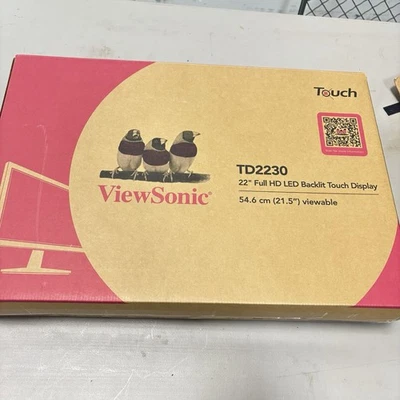 Touch
ViewSonic®
TD2230
22" Full HD LED Backlit Touch Display
54.6 cm (21.5") viewable